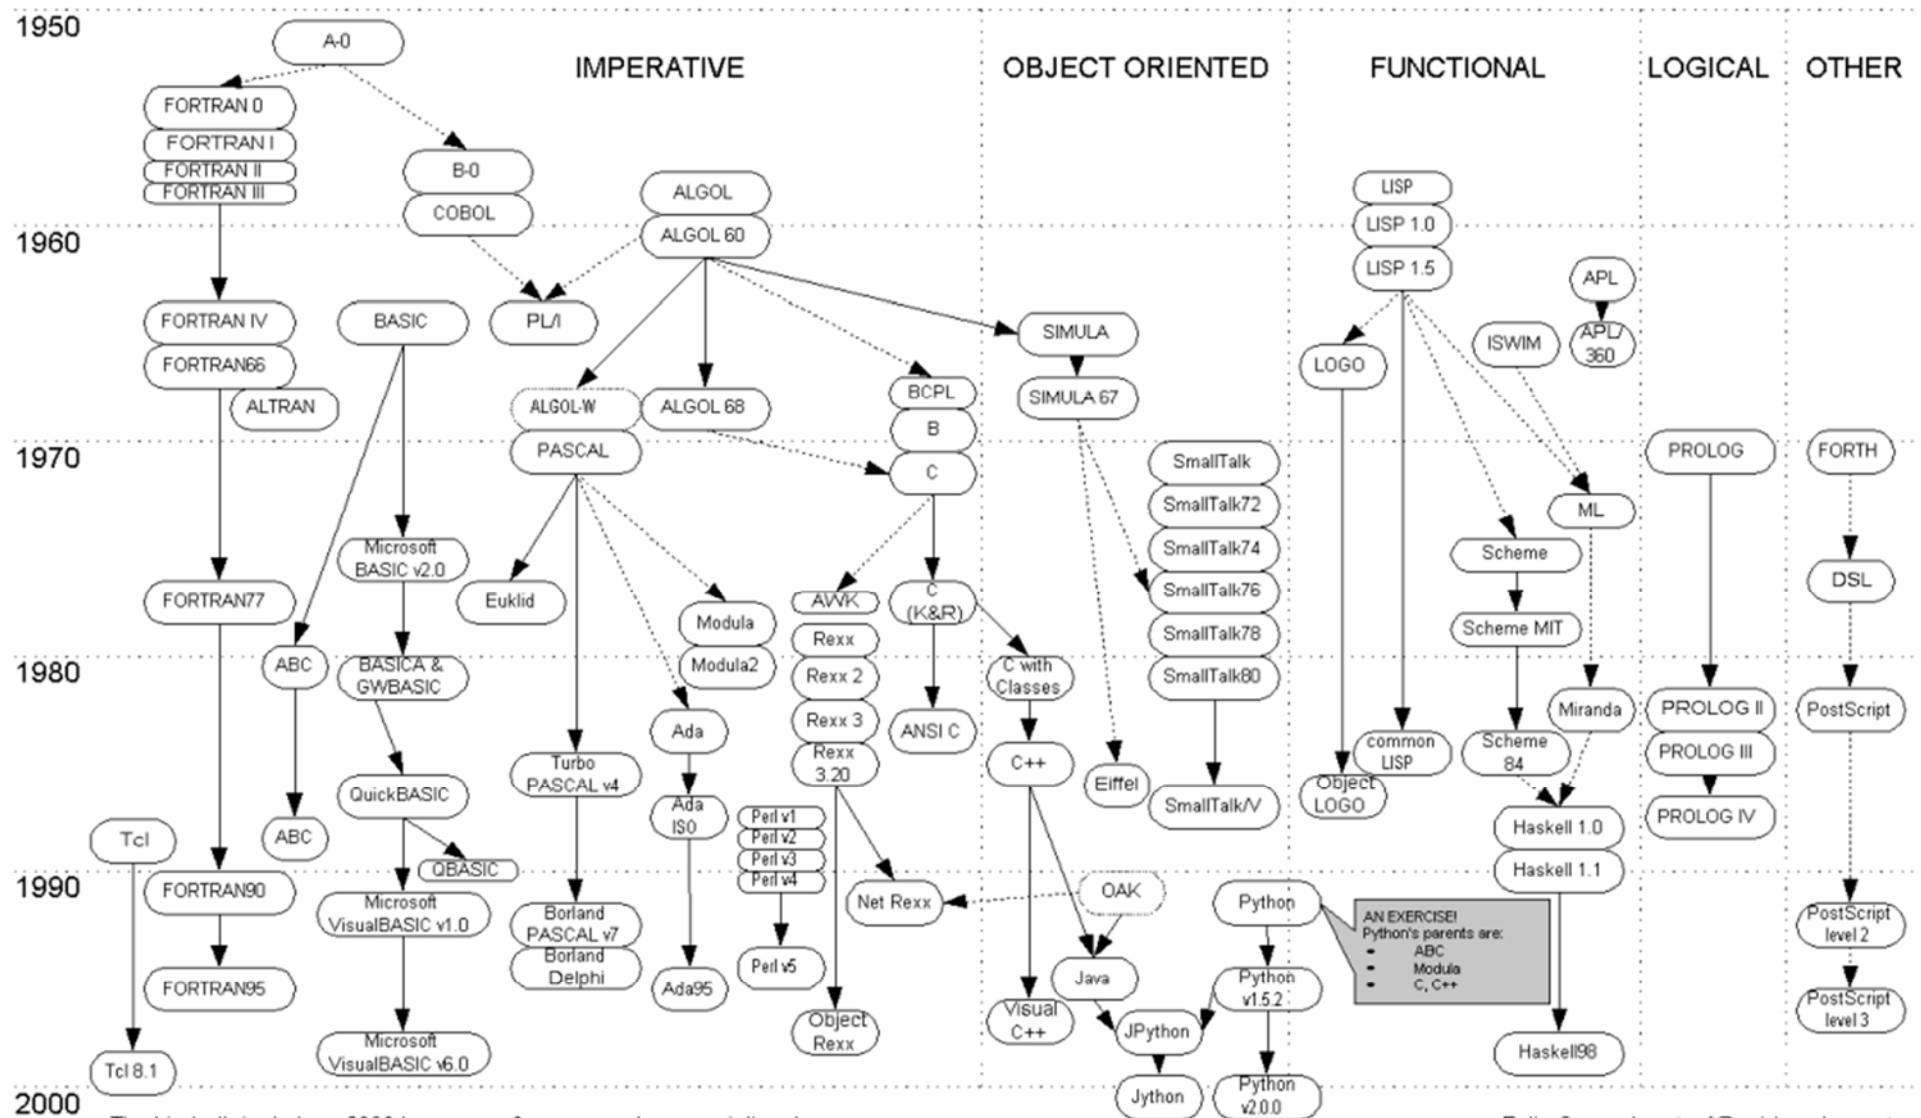 1950
A-0
IMPERATIVE
OBJECT ORIENTED
FUNCTIONAL
LOGICAL
OTHER
FORTRAN 0
FORTRAN I
FORTRAN II
FORTRAN III
B-0
COBOL
ALGOL
ALGOL 60
LISP
LISP 1.0
LISP 1.5
1960
APL
APL/
360
FORTRAN IV
FORTRAN66
ALTRAN
BASIC
PL/I
SIMULA
SIMULA 67
LOGO
ISWIM
ALGOL-W
PASCAL
ALGOL 68
BCPL
B
C
1970
SmallTalk
SmallTalk72
SmallTalk74
SmallTalk76
SmallTalk78
SmallTalk80
PROLOG
FORTH
ML
Scheme
Scheme MIT
DSL
Microsoft
BASIC v2.0
FORTRAN77
Euklid
Modula
Modula2
AWK
Rexx
Rexx 2
Rexx 3
Rexx
3.20
C
(K&R)
1980
ABC
BASICA &
GWBASIC
C with
Classes
Ada
ANSI C
Miranda
PROLOG II
PROLOG III
PROLOG IV
PostScript
common
LISP
Scheme
84
C++
Eiffel
SmallTalk/V
Object
LOGO
Turbo
PASCAL v4
QuickBASIC
Ada
ISO
Perl v1
Perl v2
Perl v3
Perl v4
Haskell 1.0
Haskell 1.1
Tcl
ABC
QBASIC
1990
FORTRAN90
Microsoft
VisualBASIC v1.0
Borland
PASCAL v7
Borland
Delphi
Net Rexx
OAK
Python
AN EXERCISE!
Python's parents are:
• ABC
• Modula
• C, C++
PostScript
level 2
FORTRAN95
Ada95
Perl v5
Java
Python
v1.5.2
PostScript
level 3
Object
Rexx
Visual
C++
JPython
Microsoft
VisualBASIC v6.0
Haskell98
Tcl 8.1
Jython
Python
v2.0.0
2000